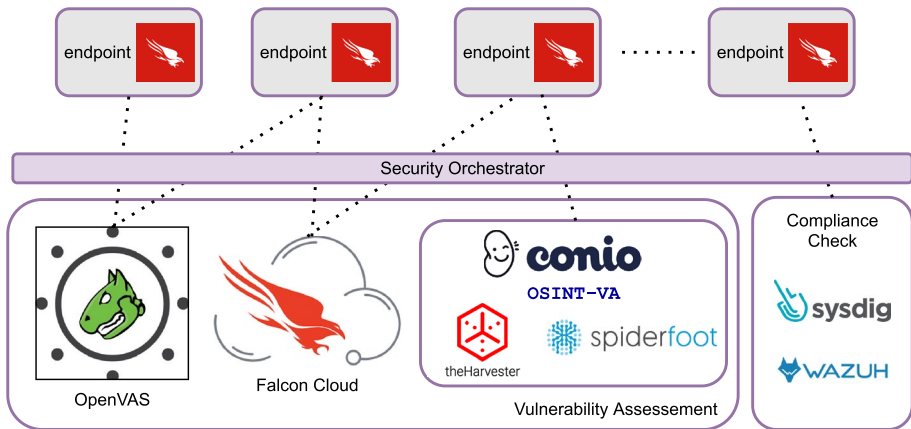 endpoint
endpoint
endpoint
endpoint
Security Orchestrator
Compliance
Check
conio
OSINT-VA
sysdig
spiderfoot
theHarvester
WAZUH
Falcon Cloud
OpenVAS
Vulnerability Assessement